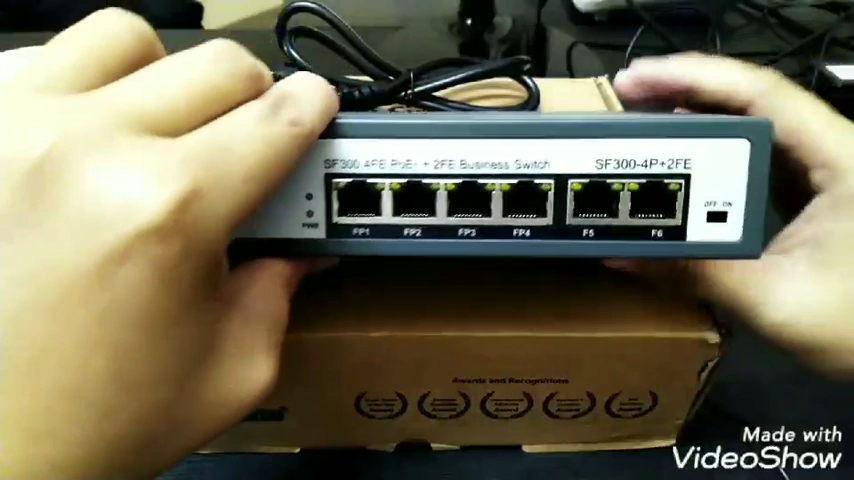 SF300 4FE PoE+ + 2FE Business Switch
SF300-4P+2FE
OFF ON
PWR
FP1
FP2
FP3
FP4
F5
F6
Awards and Recognitions
Made with
VideoShow